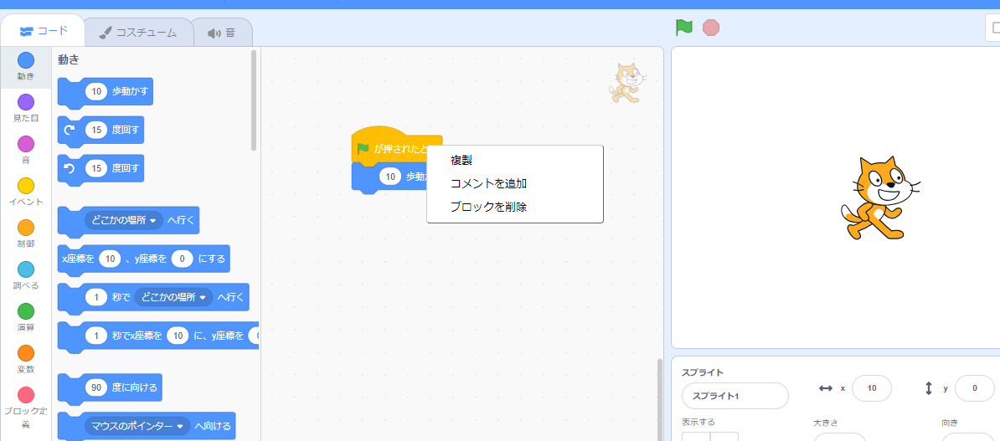 コード
コスチューム
音
動き
見た目
音
イベント
制御
調べる
演算
変数
ブロック定義
動き
10 歩動かす
15 度回す
15 度回す
どこかの場所 へ行く
x座標を 10 、y座標を 0 にする
1 秒で どこかの場所 へ行く
1 秒でx座標を 10 に、y座標を
90 度に向ける
マウスのポインター へ向ける
が押されたと
10 歩動
複製
コメントを追加
ブロックを削除
スプライト
スプライト1
x 10
y 0
表示する
大きさ
向き